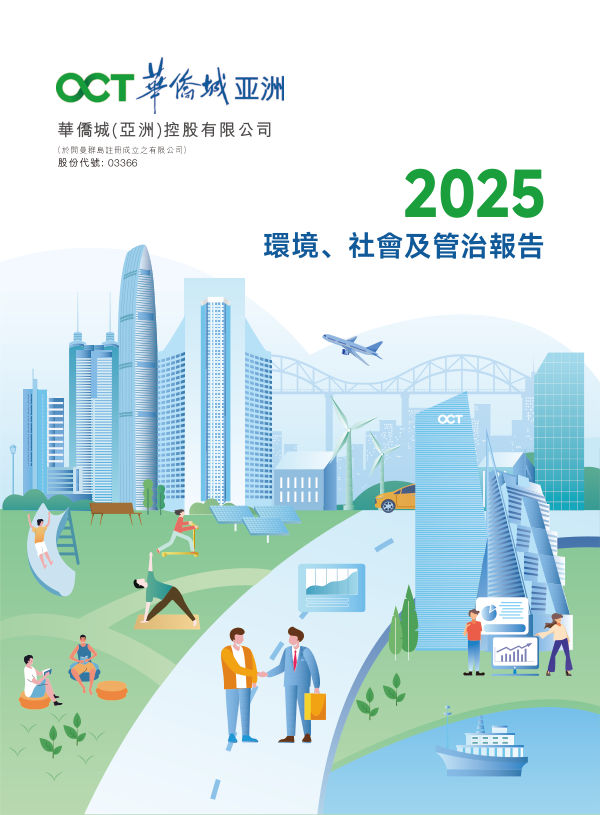 OCT 華僑城 亚洲
華僑城(亞洲)控股有限公司
(於開曼群島註冊成立之有限公司)
股份代號: 03366
2025
環境、社會及管治報告
OCT